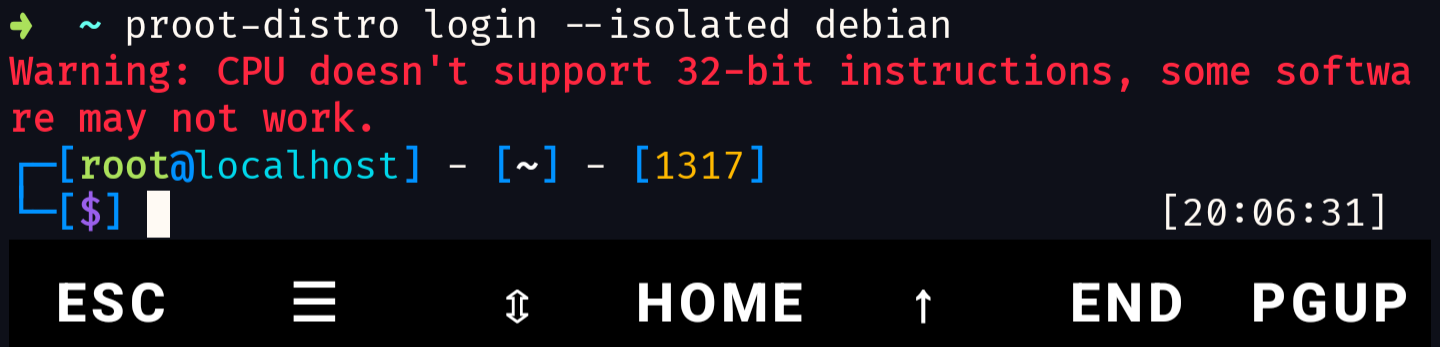 ➜  ~ proot-distro login --isolated debian
Warning: CPU doesn't support 32-bit instructions, some softwa
re may not work.
┌─[root@localhost] - [~] - [1317]
└─[$] [20:06:31]
ESC ☰ ⇕ HOME ↑ END PGUP